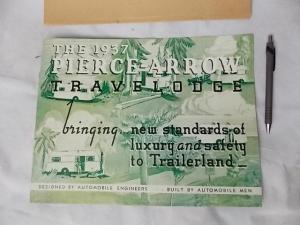 THE 1937
PIERCE-ARROW
TRAVELODGE
bringing new standards of
luxury and safety
to Trailerland
DESIGNED BY AUTOMOBILE ENGINEERS BUILT BY AUTOMOBILE MEN